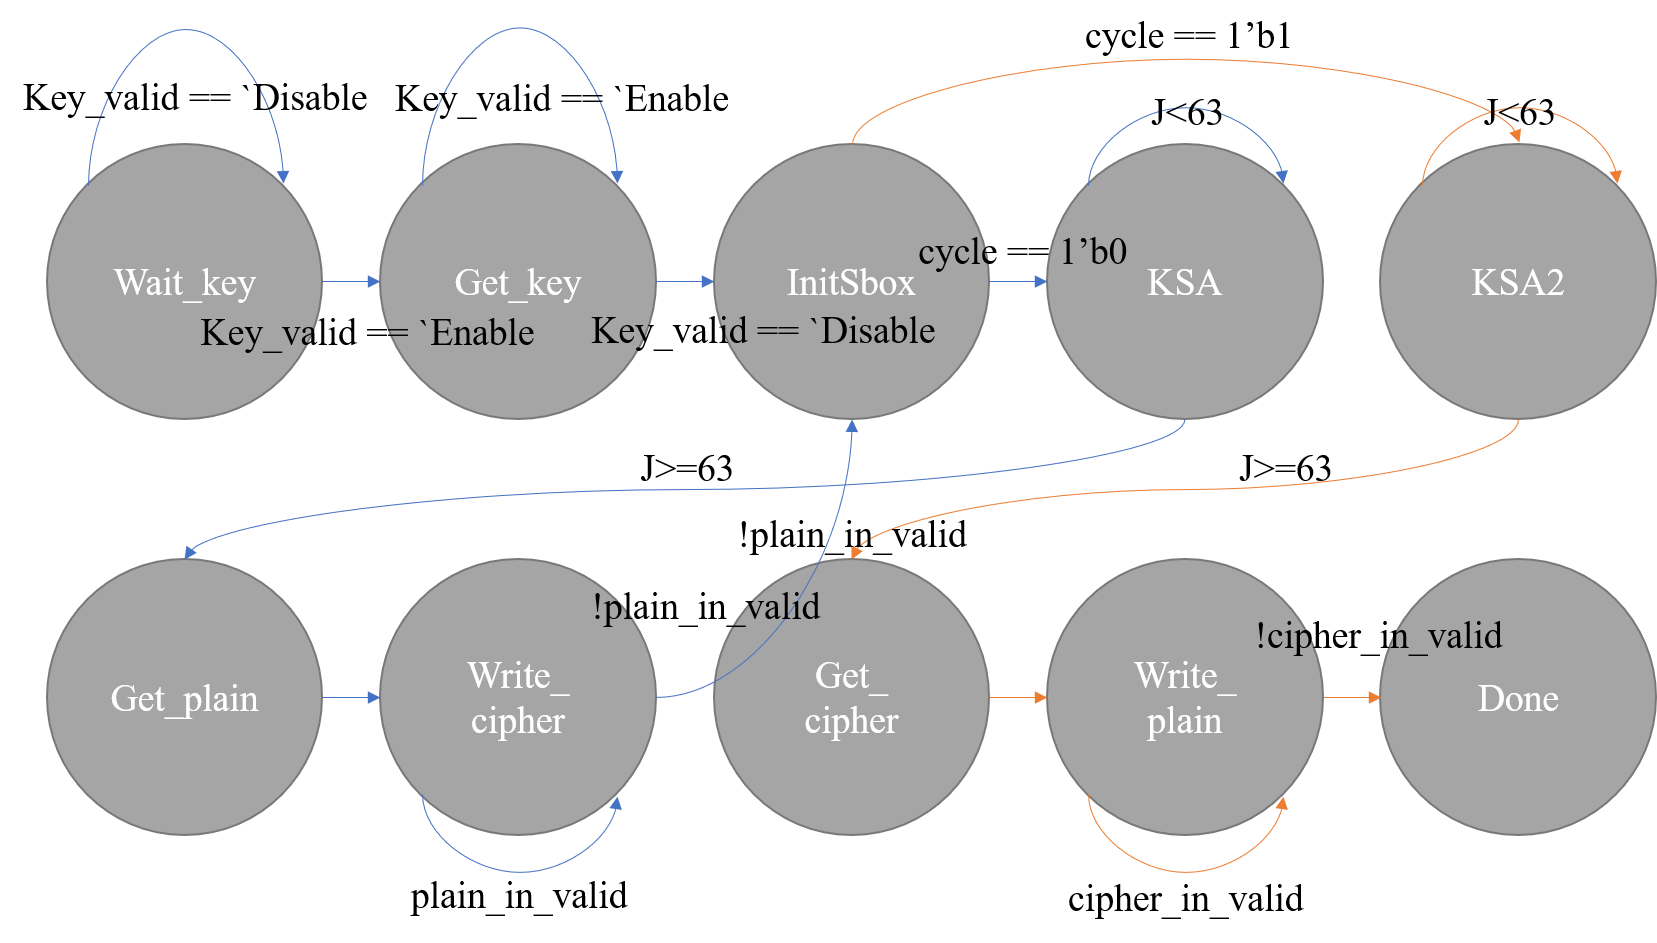 cycle == 1’b1
Key_valid == `Disable
Key_valid == `Enable
J<63
J<63
cycle == 1’b0
Wait_key
Get_key
InitSbox
KSA
KSA2
Key_valid == `Enable
Key_valid == `Disable
J>=63
J>=63
!plain_in_valid
!plain_in_valid
!cipher_in_valid
Get_plain
Write_
cipher
Get_
cipher
Write_
plain
Done
plain_in_valid
cipher_in_valid